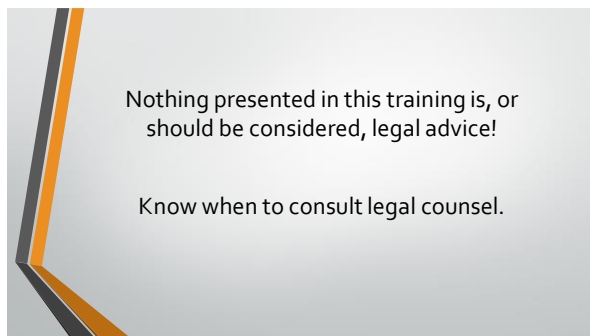 Nothing presented in this training is, or
should be considered, legal advice!
Know when to consult legal counsel.